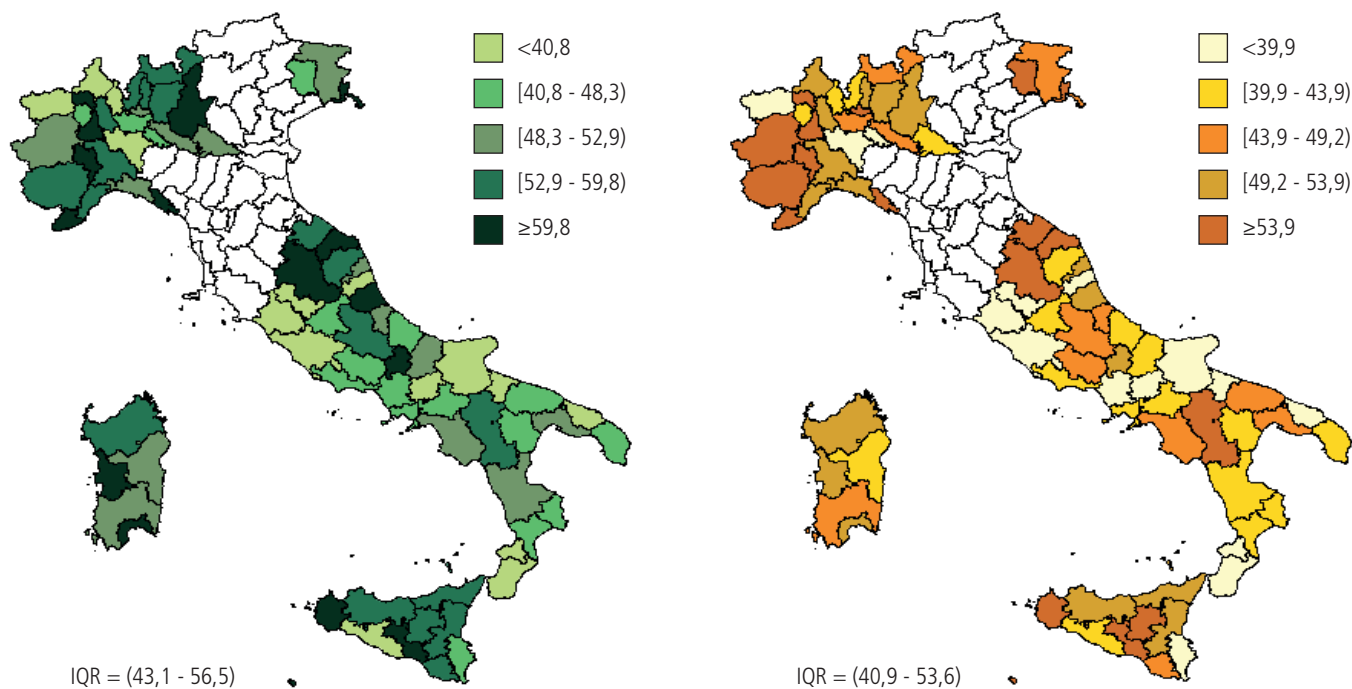 <40,8
[40,8 - 48,3)
[48,3 - 52,9)
[52,9 - 59,8)
≥59,8
IQR = (43,1 - 56,5)
<39,9
[39,9 - 43,9)
[43,9 - 49,2)
[49,2 - 53,9)
≥53,9
IQR = (40,9 - 53,6)